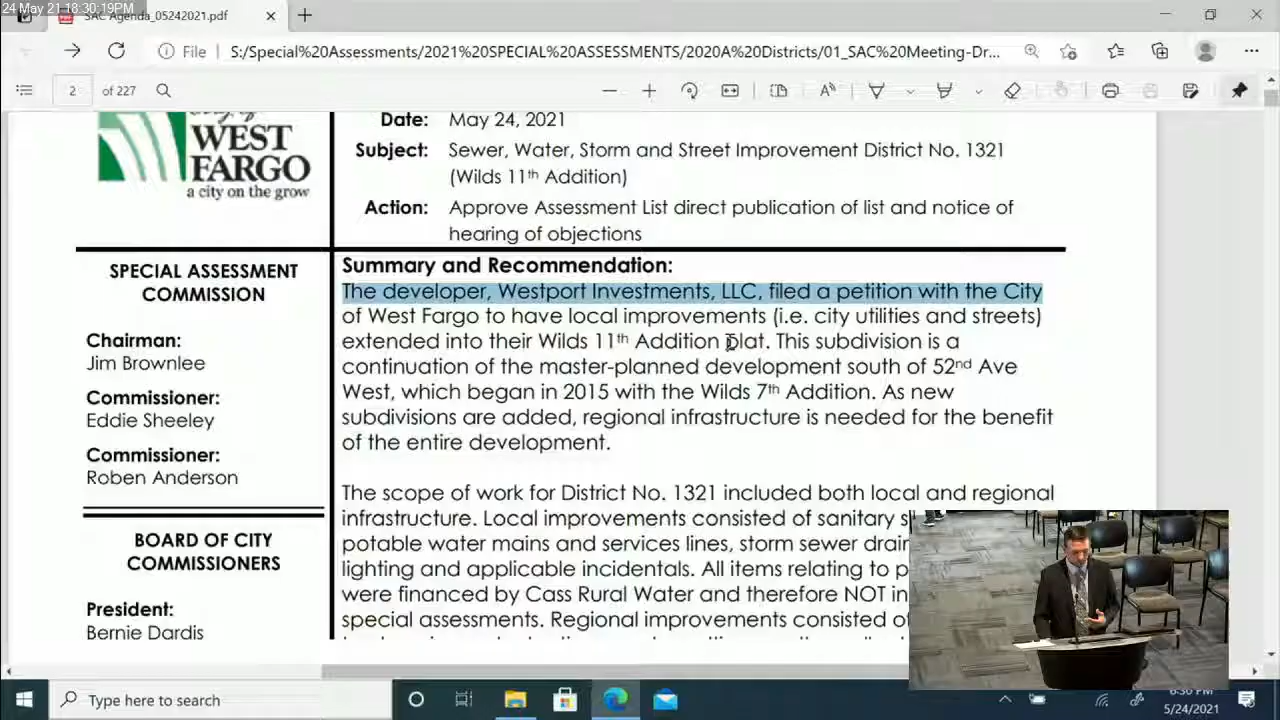 24 May 21 18:30:19PM
SAC Agenda_05242021.pdf
File
S:/Special%20Assessments/2021%20SPECIAL%20ASSESSMENTS/2020A%20Districts/01_SAC%20Meeting-Dr...
2
of 227
City of
WEST
FARGO
a city on the grow
Date: May 24, 2021
Subject: Sewer, Water, Storm and Street Improvement District No. 1321
(Wilds 11th Addition)
Action: Approve Assessment List direct publication of list and notice of
hearing of objections
SPECIAL ASSESSMENT
COMMISSION
Chairman:
Jim Brownlee
Commissioner:
Eddie Sheeley
Commissioner:
Roben Anderson
BOARD OF CITY
COMMISSIONERS
President:
Bernie Dardis
Summary and Recommendation:
The developer, Westport Investments, LLC, filed a petition with the City
of West Fargo to have local improvements (i.e. city utilities and streets)
extended into their Wilds 11th Addition plat. This subdivision is a
continuation of the master-planned development south of 52nd Ave
West, which began in 2015 with the Wilds 7th Addition. As new
subdivisions are added, regional infrastructure is needed for the benefit
of the entire development.
The scope of work for District No. 1321 included both local and regional
infrastructure. Local improvements consisted of sanitary s
potable water mains and services lines, storm sewer drai
lighting and applicable incidentals. All items relating to p
were financed by Cass Rural Water and therefore NOT in
special assessments. Regional improvements consisted of
Type here to search
6:30 PM
5/24/2021